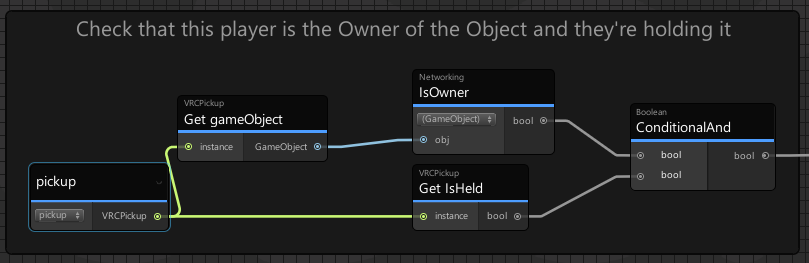 Check that this player is the Owner of the Object and they're holding it
Networking
IsOwner
(GameObject)
bool
obj
VRCPickup
Get gameObject
instance
GameObject
Boolean
ConditionalAnd
bool
bool
bool
pickup
pickup
VRCPickup
VRCPickup
Get IsHeld
instance
bool